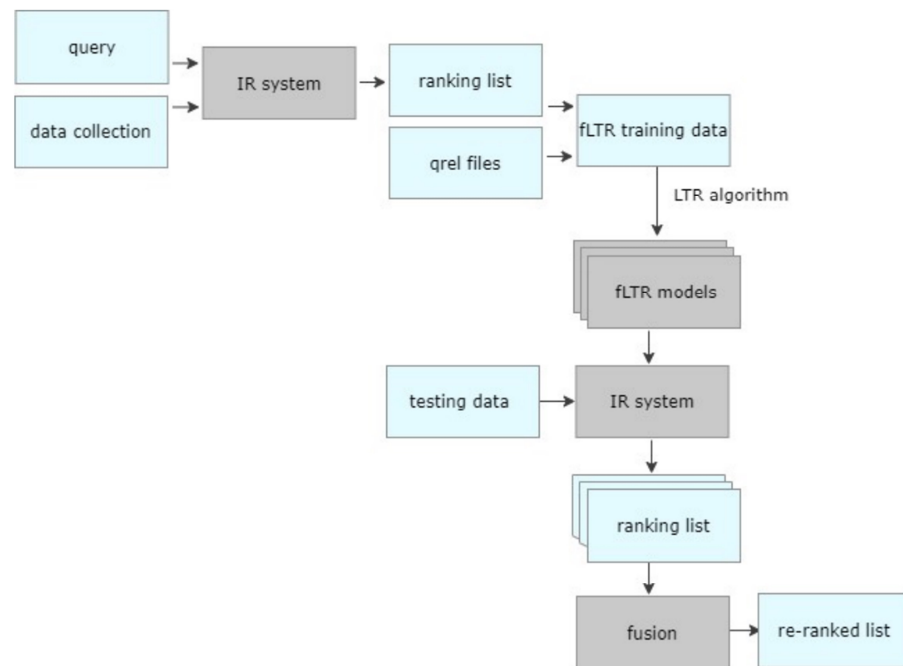 query
IR system
ranking list
data collection
fLTR training data
qrel files
LTR algorithm
fLTR models
testing data
IR system
ranking list
fusion
re-ranked list